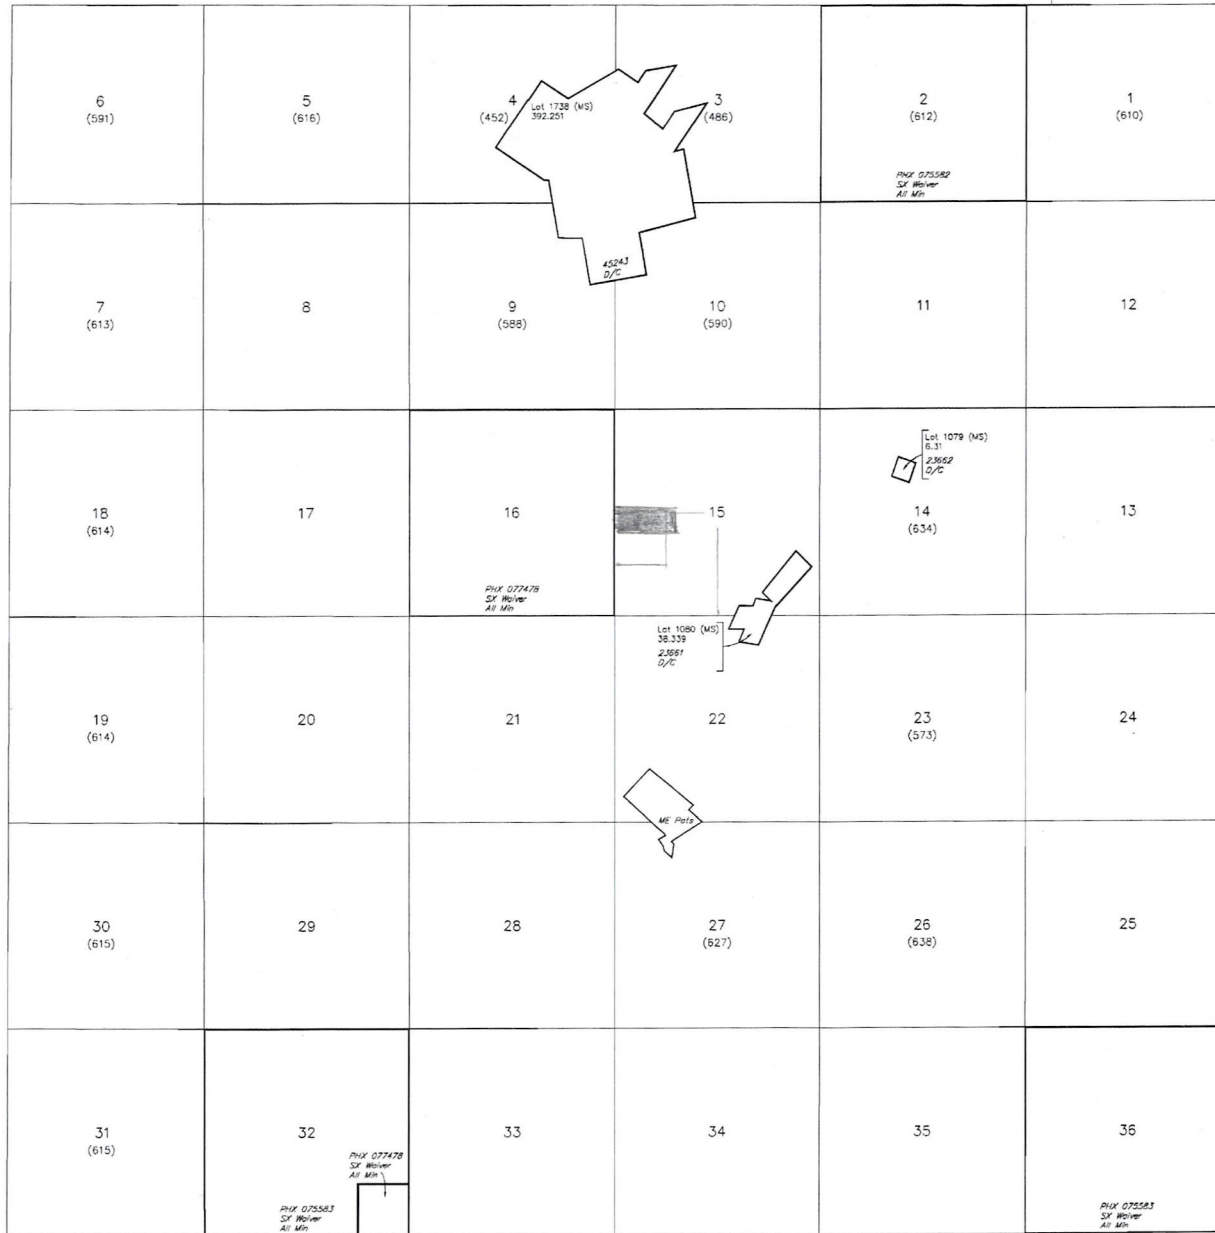 6
(591)
5
(616)
4
(452)
Lot 1738 (MS)
392.251
3
(486)
2
(612)
PHX 075582
SX Waiver
All Min
1
(610)
7
(613)
8
9
(588)
45243
D/C
10
(590)
11
12
18
(614)
17
16
PHX 077478
SX Waiver
All Min
15
Lot 1079 (MS)
6.31
23662
D/C
14
(634)
13
Lot 1080 (MS)
38.339
23661
D/C
19
(614)
20
21
22
23
(573)
24
ME Pats
30
(615)
29
28
27
(627)
26
(638)
25
31
(615)
32
PHX 077478
SX Waiver
All Min
PHX 075583
SX Waiver
All Min
33
34
35
36
PHX 075583
SX Waiver
All Min